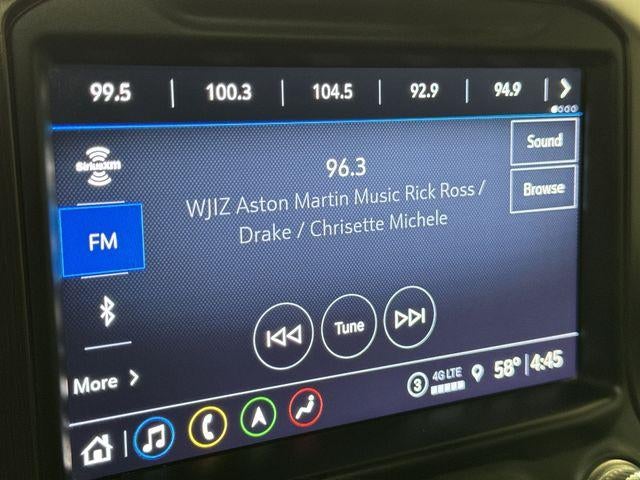 99.5 100.3 104.5 92.9 94.9
SiriusXM
96.3
Sound
WJIZ Aston Martin Music Rick Ross /
Drake / Chrisette Michele
Browse
FM
Tune
More
3 4G LTE 58° 4:45